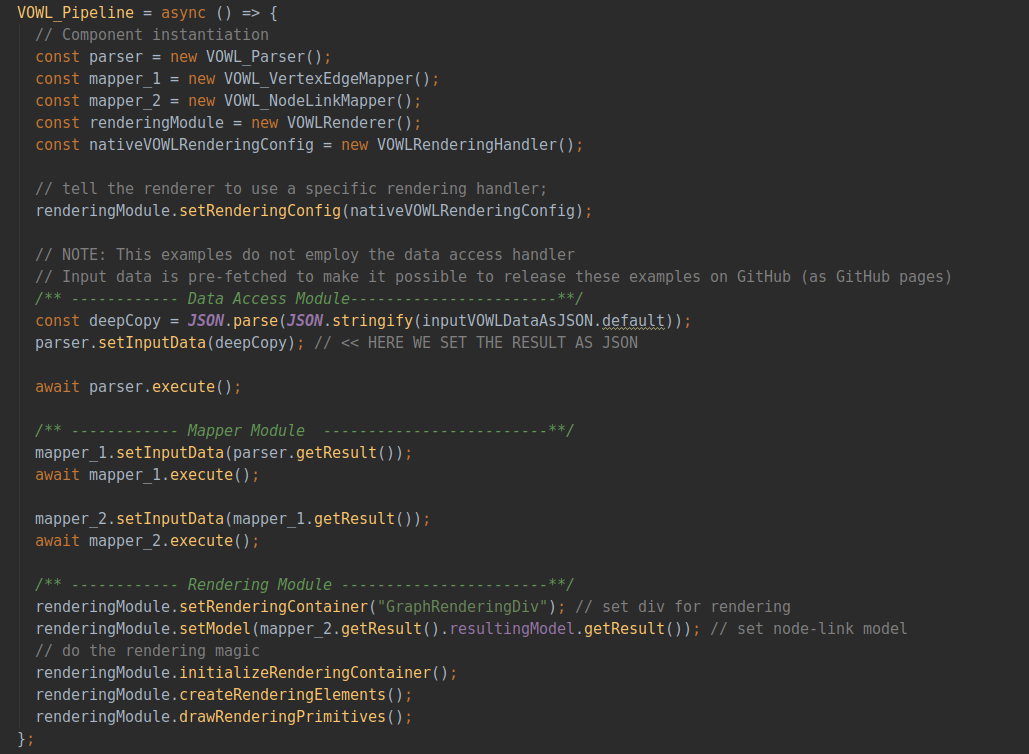 VOWL_Pipeline = async () => {
// Component instantiation
const parser = new VOWL_Parser();
const mapper_1 = new VOWL_VertexEdgeMapper();
const mapper_2 = new VOWL_NodeLinkMapper();
const renderingModule = new VOWLRenderer();
const nativeVOWLRenderingConfig = new VOWLRenderingHandler();
// tell the renderer to use a specific rendering handler;
renderingModule.setRenderingConfig(nativeVOWLRenderingConfig);
// NOTE: This examples do not employ the data access handler
// Input data is pre-fetched to make it possible to release these examples on GitHub (as GitHub pages)
/** ------------ Data Access Module-----------------------**/
const deepCopy = JSON.parse(JSON.stringify(inputVOWLDataAsJSON.default));
parser.setInputData(deepCopy); // << HERE WE SET THE RESULT AS JSON
await parser.execute();
/** ------------ Mapper Module  -------------------------**/
mapper_1.setInputData(parser.getResult());
await mapper_1.execute();
mapper_2.setInputData(mapper_1.getResult());
await mapper_2.execute();
/** ------------ Rendering Module -----------------------**/
renderingModule.setRenderingContainer("GraphRenderingDiv"); // set div for rendering
renderingModule.setModel(mapper_2.getResult().resultingModel.getResult()); // set node-link model
// do the rendering magic
renderingModule.initializeRenderingContainer();
renderingModule.createRenderingElements();
renderingModule.drawRenderingPrimitives();
};